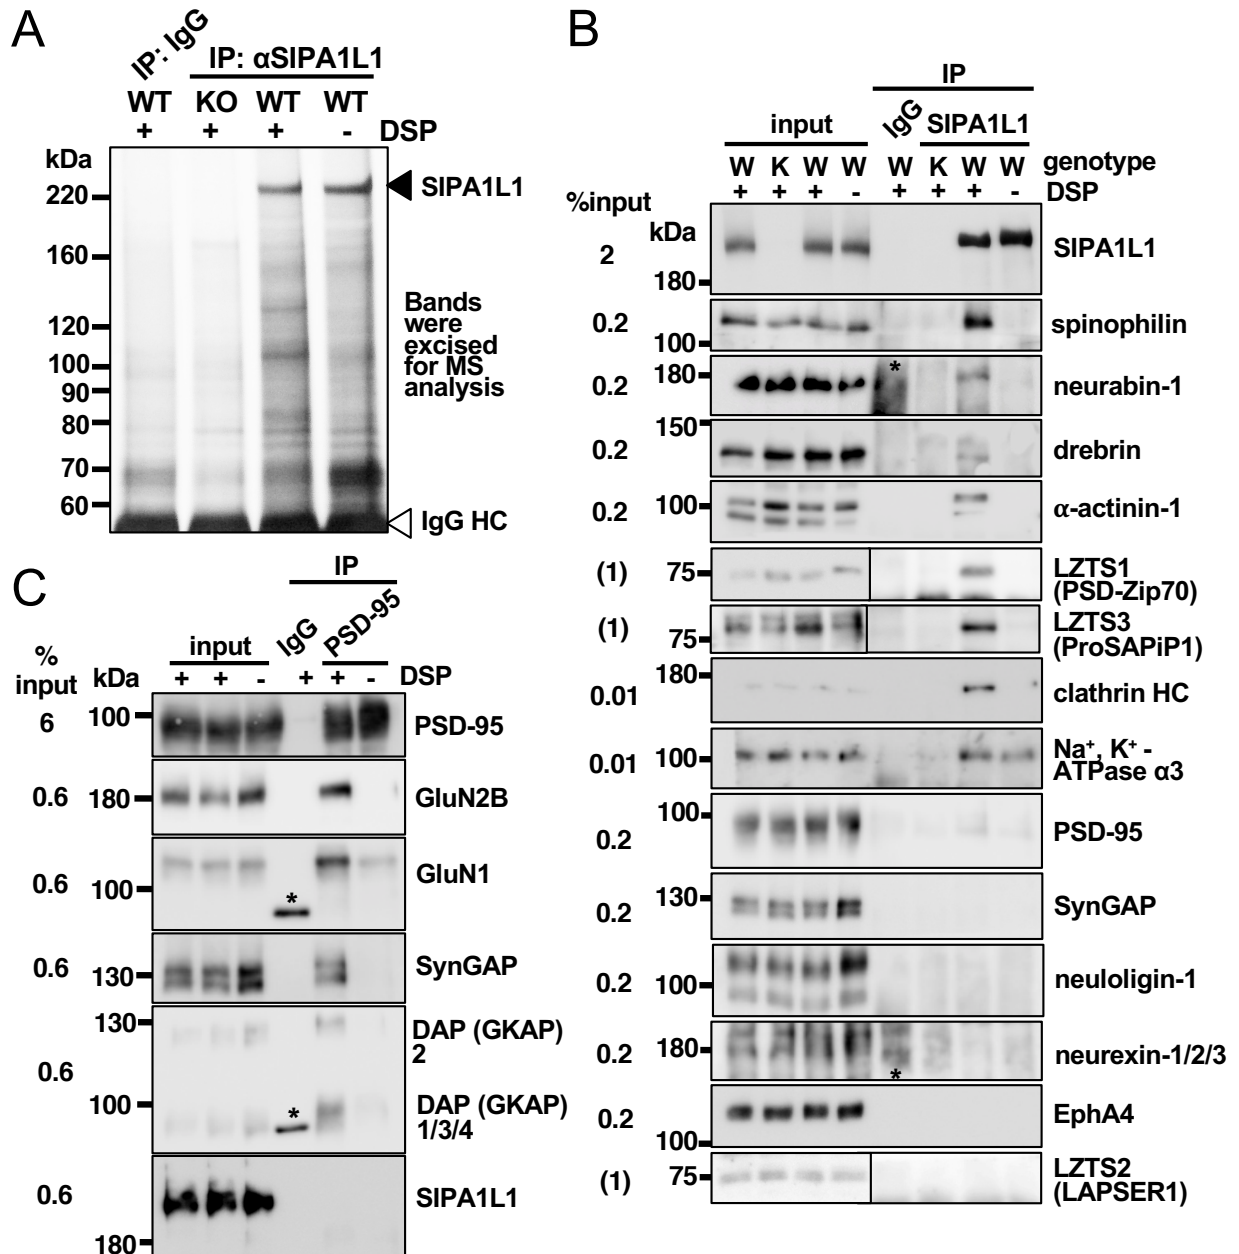 A
IP: IgG
IP: αSIPA1L1
WT KO WT WT
+ + + - DSP
kDa
220
160
120
100
90
80
70
60
SIPA1L1
Bands
were
excised
for MS
analysis
IgG HC
B
IP
input
IgG
SIPA1L1
W K W W W K W W genotype
+ + + - + + + - DSP
%input
kDa
2
180
SIPA1L1
0.2
100
spinophilin
0.2
180
*
neurabin-1
0.2
150
drebrin
0.2
100
α-actinin-1
(1)
75
LZTS1
(PSD-Zip70)
(1)
75
LZTS3
(ProSAPiP1)
0.01
180
clathrin HC
0.01
100
Na+, K+ -
ATPase α3
0.2
100
PSD-95
0.2
130
SynGAP
0.2
100
neuloligin-1
0.2
180
*
neurexin-1/2/3
0.2
100
EphA4
(1)
75
LZTS2
(LAPSER1)
C
IP
input
IgG
PSD-95
%
input
kDa
+ + - + + - DSP
6
100
PSD-95
0.6
180
GluN2B
0.6
100
*
GluN1
0.6
130
SynGAP
0.6
130
DAP (GKAP)
2
100
*
DAP (GKAP)
1/3/4
0.6
180
SIPA1L1